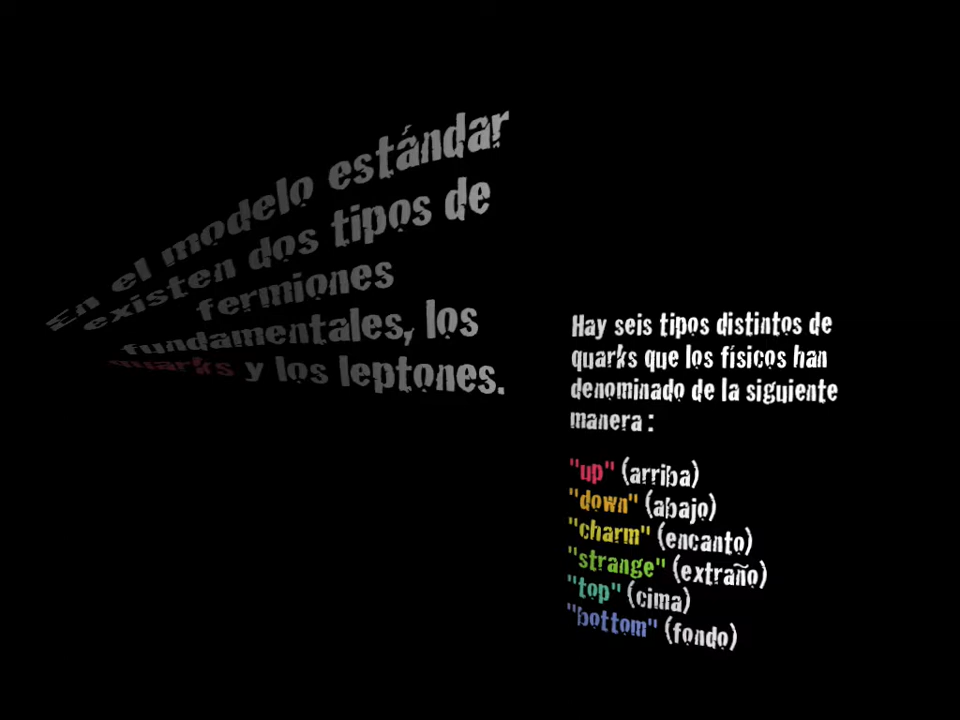 En el modelo estándar
existen dos tipos de
fermiones
fundamentales, los
quarks y los leptones.
Hay seis tipos distintos de
quarks que los físicos han
denominado de la siguiente
manera :
"up" (arriba)
"down" (abajo)
"charm" (encanto)
"strange" (extraño)
"top" (cima)
"bottom" (fondo)